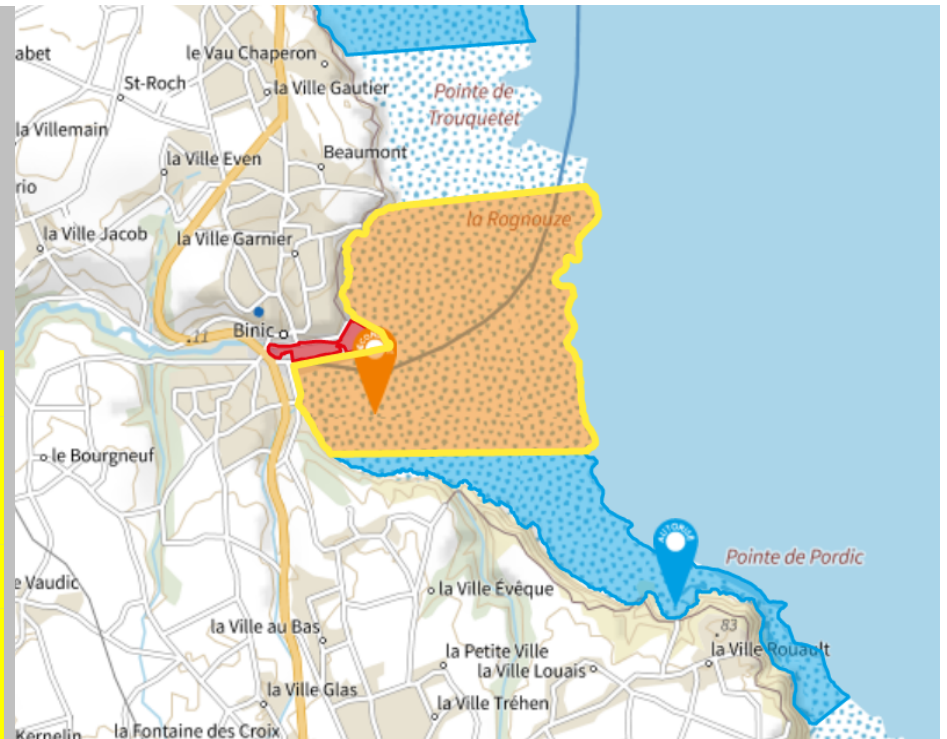 abet
le Vau Chaperon
St-Roch
la Ville Gautier
Pointe de
Trouquetet
la Villemain
la Ville Even
Beaumont
rio
la Rognouze
la Ville Jacob
la Ville Garnier
Binic
11
le Bourgneuf
AUTORISÉ
Pointe de Pordic
e Vaudic
la Ville Évêque
83
la Ville au Bas
la Petite Ville
la Ville Rouault
la Ville Louais
la Ville Glas
la Ville Tréhen
Kernelin
la Fontaine des Croix